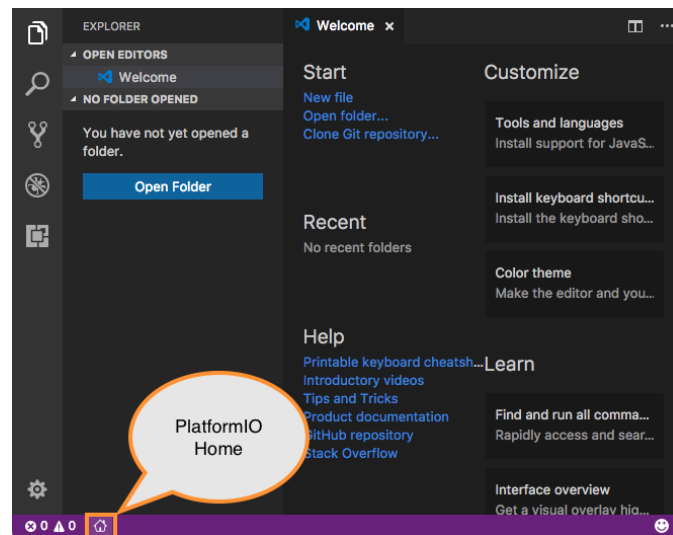 EXPLORER
OPEN EDITORS
Welcome
NO FOLDER OPENED
You have not yet opened a
folder.
Open Folder
Welcome
Start
New file
Open folder...
Clone Git repository...
Recent
No recent folders
Help
Printable keyboard cheatsh...
Introductory videos
Tips and Tricks
Product documentation
GitHub repository
Stack Overflow
Customize
Tools and languages
Install support for JavaS...
Install keyboard shortcu...
Install the keyboard sho...
Color theme
Make the editor and you...
Learn
Find and run all comma...
Rapidly access and sear...
Interface overview
Get a visual overlay hig...
PlatformIO
Home
0 0